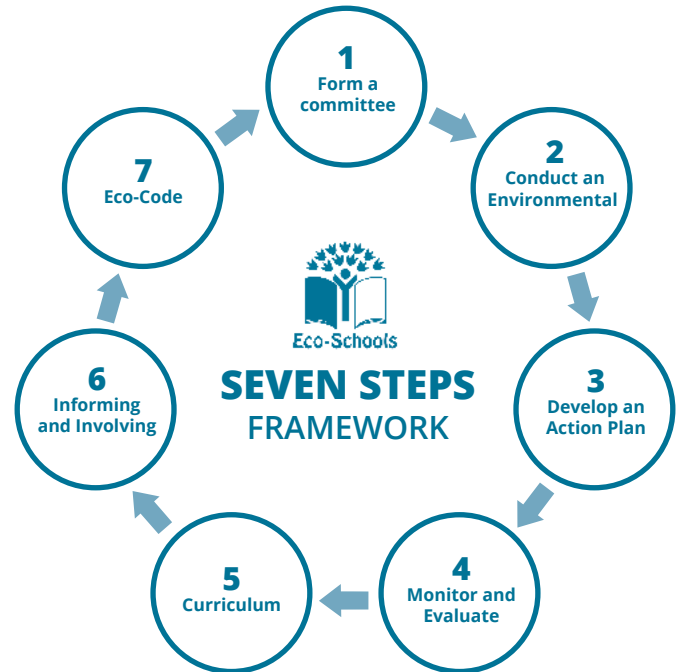 1
Form a
committee
2
Conduct an
Environmental
3
Develop an
Action Plan
4
Monitor and
Evaluate
5
Curriculum
6
Informing
and Involving
7
Eco-Code
Eco-Schools
SEVEN STEPS
FRAMEWORK